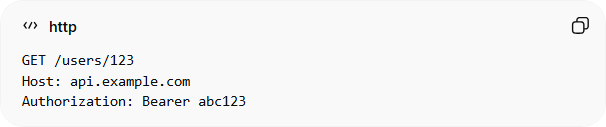 http
GET /users/123
Host: api.example.com
Authorization: Bearer abc123